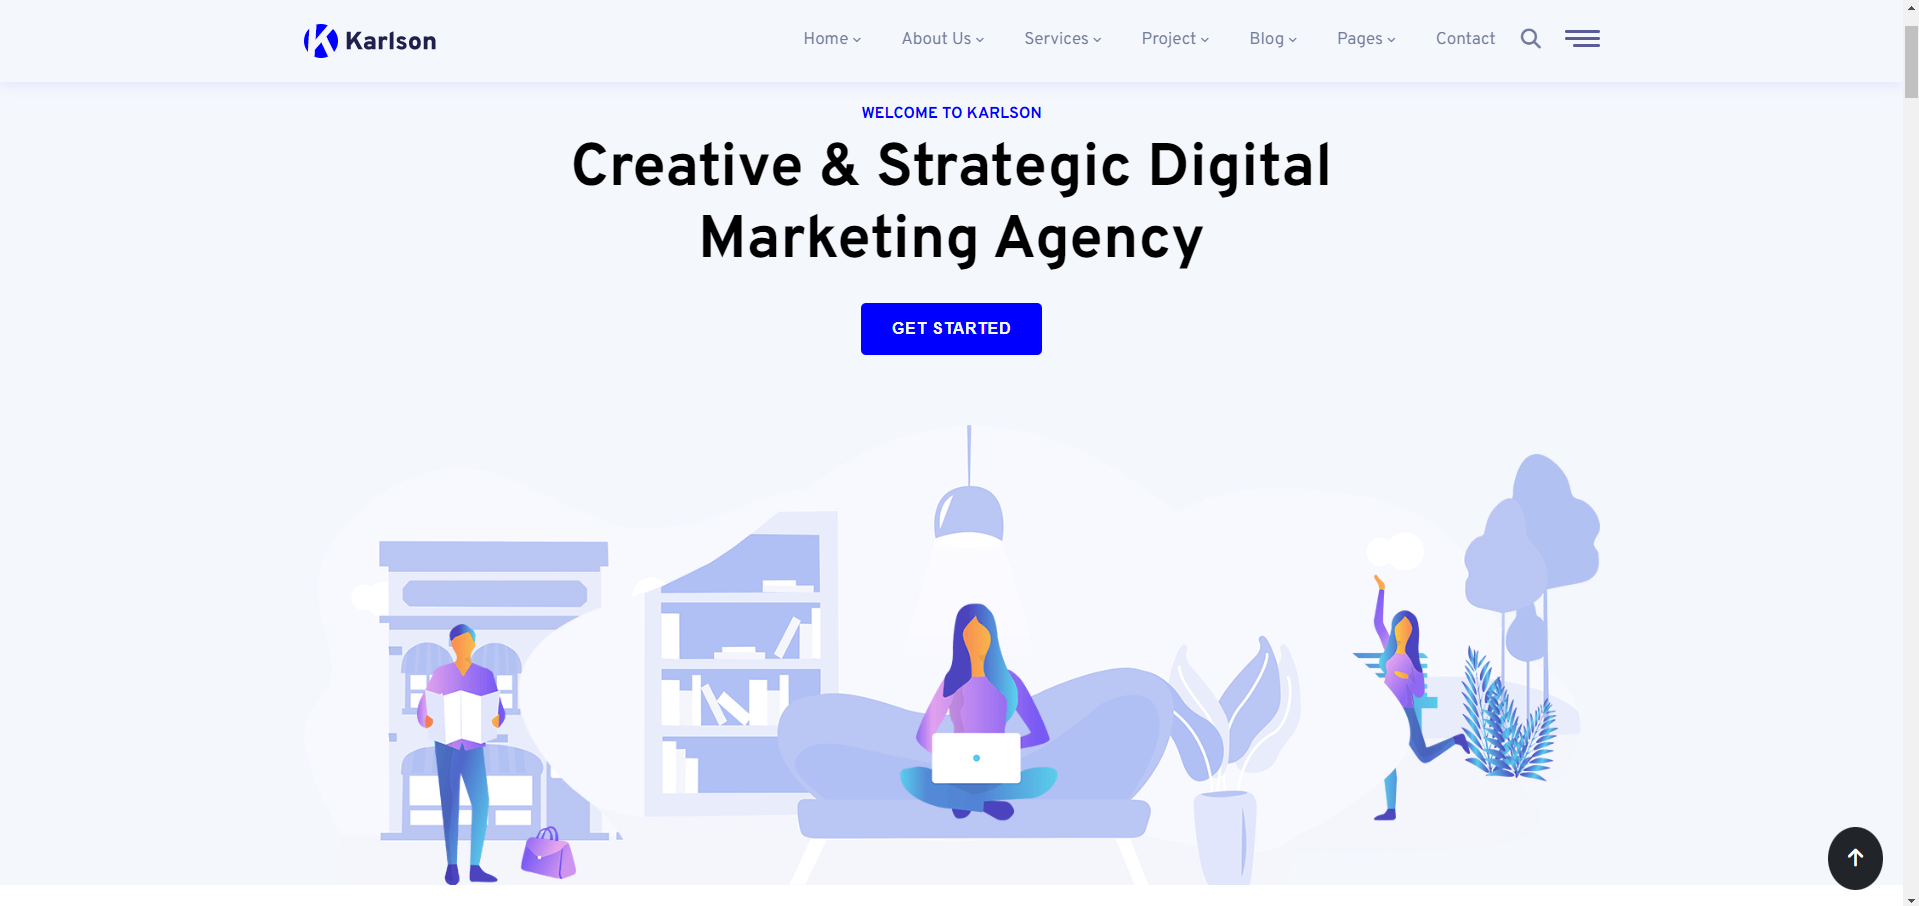 Karlson
Home
About Us
Services
Project
Blog
Pages
Contact
WELCOME TO KARLSON
Creative & Strategic Digital
Marketing Agency
GET STARTED